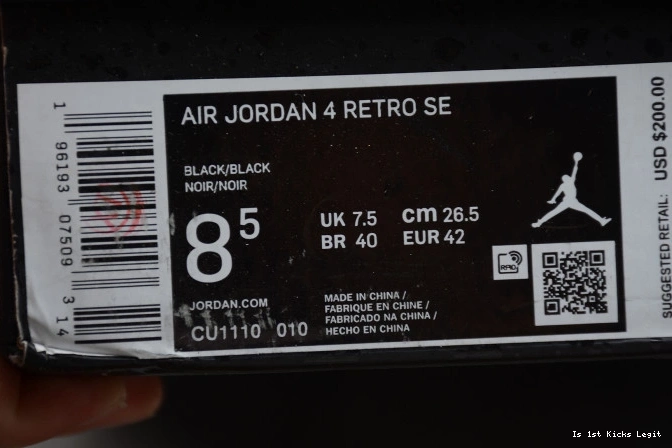 AIR JORDAN 4 RETRO SE
BLACK/BLACK
NOIR/NOIR
8 5
UK 7.5 cm 26.5
BR 40 EUR 42
RFID
JORDAN.COM
CU1110 010
MADE IN CHINA /
FABRIQUE EN CHINE /
FABRICADO NA CHINA /
HECHO EN CHINA
1 96193 07509 3 14
SUGGESTED RETAIL: USD $200.00
Is 1st Kicks Legit